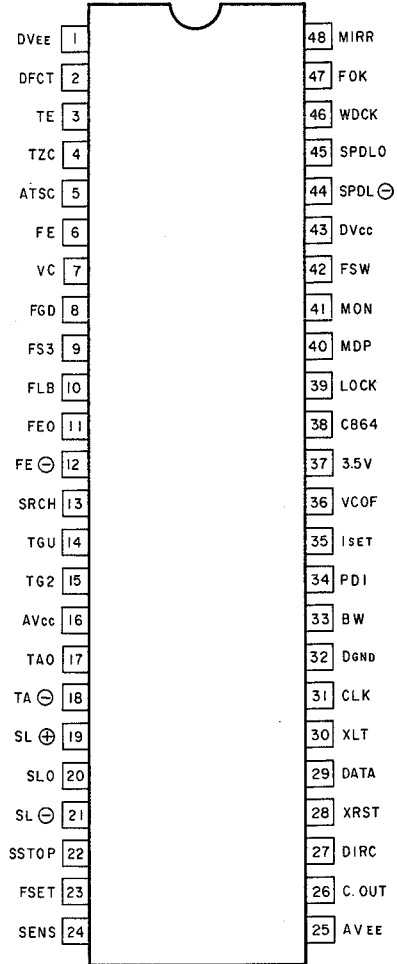 DVEE 1 48 MIRR
DFCT 2 47 FOK
TE 3 46 WDCK
TZC 4 45 SPDLO
ATSC 5 44 SPDL ⊖
FE 6 43 DVcc
VC 7 42 FSW
FGD 8 41 MON
FS3 9 40 MDP
FLB 10 39 LOCK
FEO 11 38 C864
FE ⊖ 12 37 3.5V
SRCH 13 36 VCOF
TGU 14 35 ISET
TG2 15 34 PDI
AVcc 16 33 BW
TAO 17 32 DGND
TA ⊖ 18 31 CLK
SL ⊕ 19 30 XLT
SLO 20 29 DATA
SL ⊖ 21 28 XRST
SSTOP 22 27 DIRC
FSET 23 26 C.OUT
SENS 24 25 AVEE